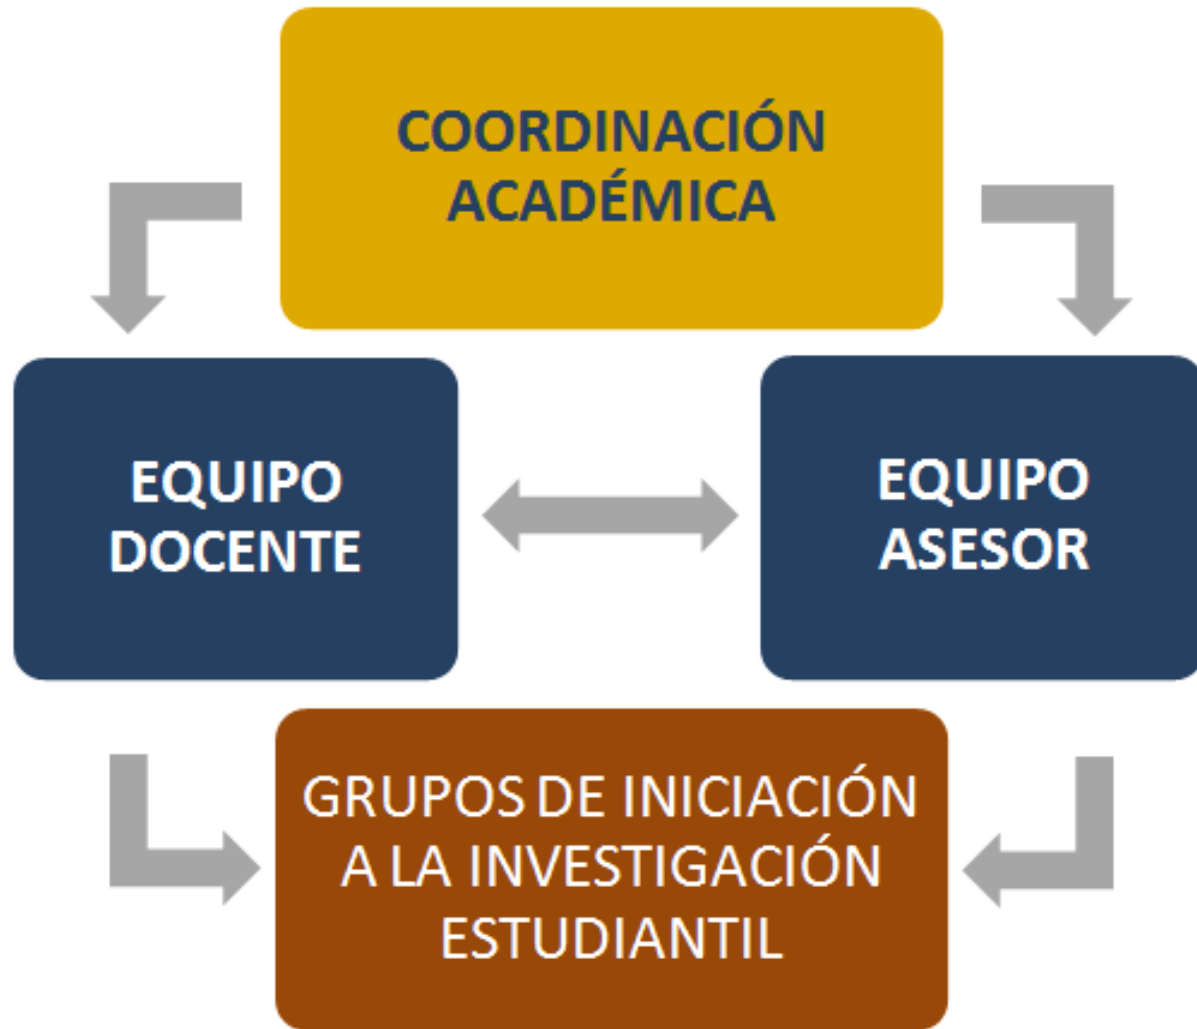 COORDINACIÓN
ACADÉMICA
EQUIPO
DOCENTE
EQUIPO
ASESOR
GRUPOS DE INICIACIÓN
A LA INVESTIGACIÓN
ESTUDIANTIL